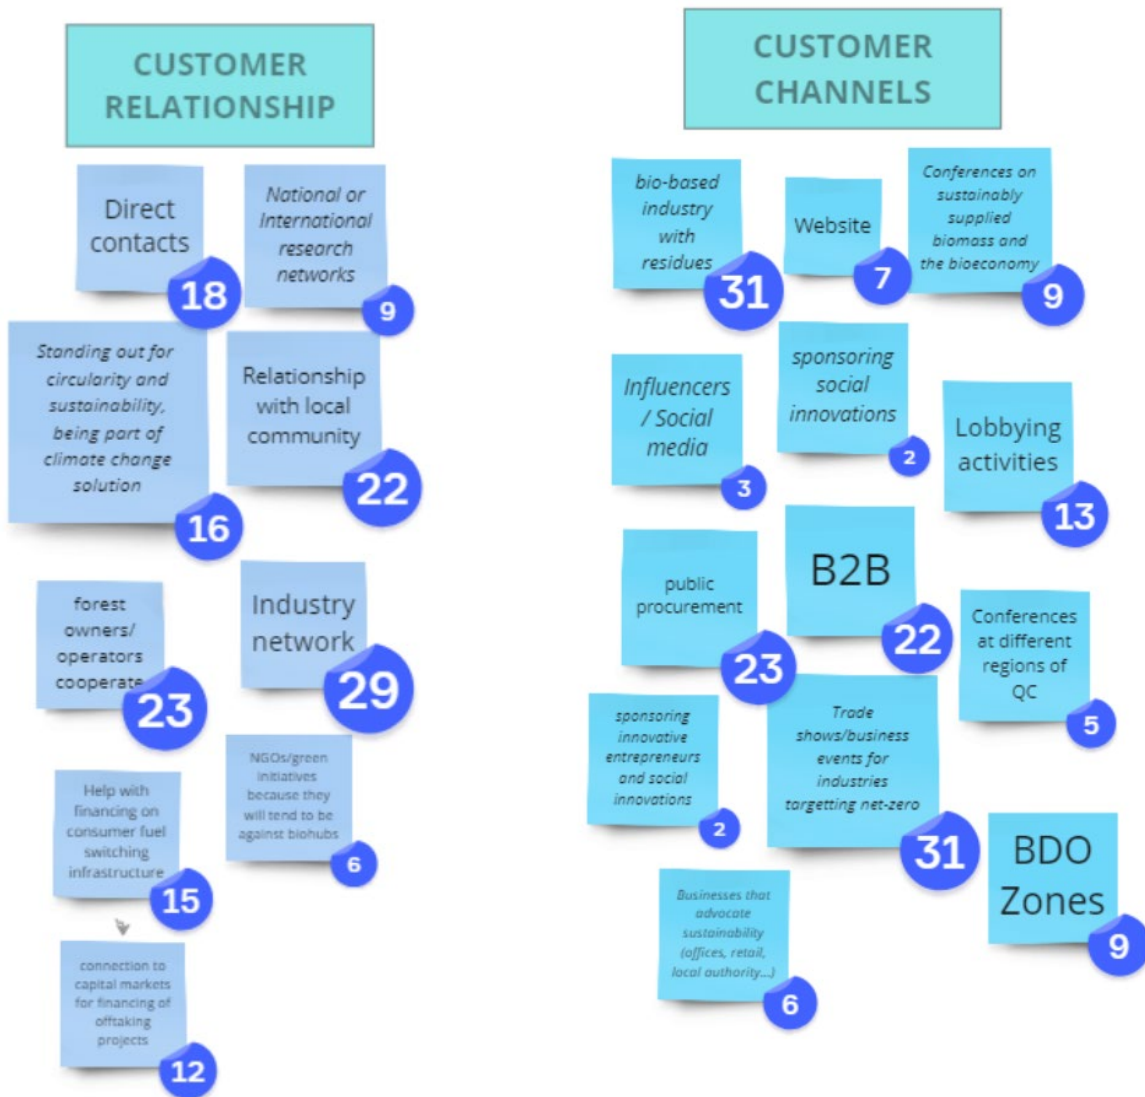 CUSTOMER
RELATIONSHIP
Direct
contacts
18
National or
International
research
networks
9
Standing out for
circularity and
sustainability,
being part of
climate change
solution
16
Relationship
with local
community
22
forest
owners/
operators
cooperate
23
Industry
network
29
Help with
financing on
consumer fuel
switching
infrastructure
15
NGOs/green
initiatives
because they
will tend to be
against biohubs
6
connection to
capital markets
for financing of
offtaking
projects
12
CUSTOMER
CHANNELS
bio-based
industry
with
residues
31
Website
7
Conferences on
sustainably
supplied
biomass and
the bioeconomy
9
Influencers
/ Social
media
3
sponsoring
social
innovations
2
Lobbying
activities
13
public
procurement
23
B2B
22
Conferences
at different
regions of
QC
5
sponsoring
innovative
entrepreneurs
and social
innovations
2
Trade
shows/business
events for
industries
targetting net-zero
31
BDO
Zones
9
Businesses that
advocate
sustainability
(offices, retail,
local authority...)
6